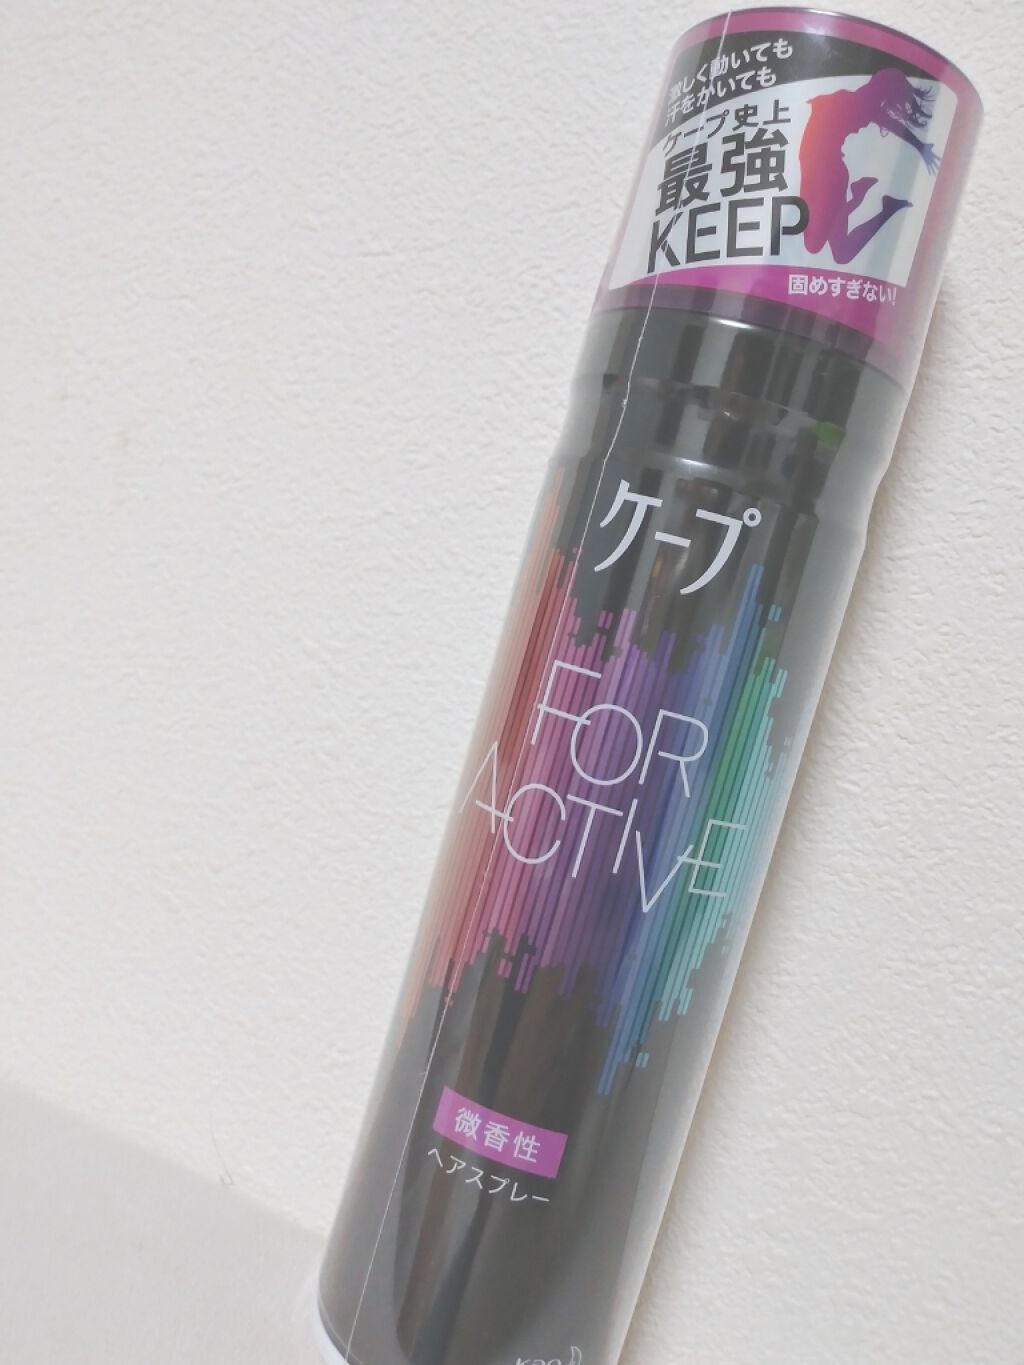 激しく動いても
汗をかいても
ケープ史上
最強
KEEP
固めすぎない!
ケープ
FOR
ACTIVE
微香性
ヘアスプレー
Kao